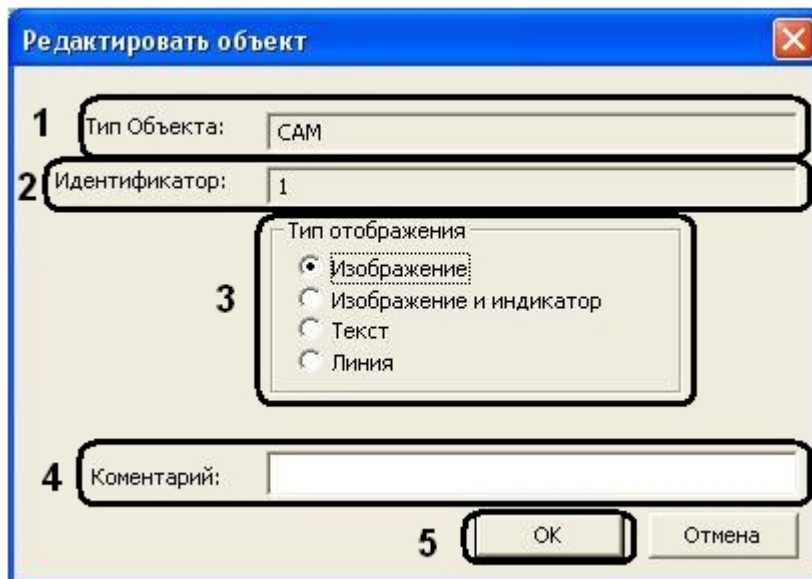 Редактировать объект
1 Тип Объекта: CAM
2 Идентификатор: 1
Тип отображения
Изображение
3 Изображение и индикатор
Текст
Линия
4 Коментарий:
5 OK Отмена